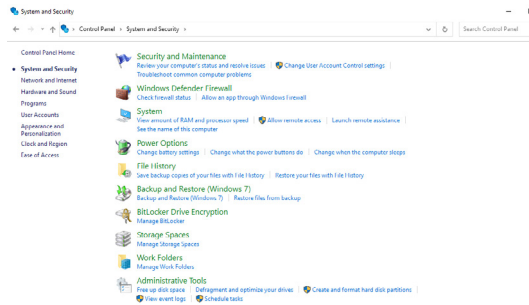 System and Security
Control Panel > System and Security >
Search Control Panel
Control Panel Home
System and Security
Network and Internet
Hardware and Sound
Programs
User Accounts
Appearance and
Personalization
Clock and Region
Ease of Access
Security and Maintenance
Review your computer's status and resolve issues | Change User Account Control settings |
Troubleshoot common computer problems
Windows Defender Firewall
Check firewall status | Allow an app through Windows Firewall
System
View amount of RAM and processor speed | Allow remote access | Launch remote assistance |
See the name of this computer
Power Options
Change battery settings | Change what the power buttons do | Change when the computer sleeps
File History
Save backup copies of your files with File History | Restore your files with File History
Backup and Restore (Windows 7)
Backup and Restore (Windows 7) | Restore files from backup
BitLocker Drive Encryption
Manage BitLocker
Storage Spaces
Manage Storage Spaces
Work Folders
Manage Work Folders
Administrative Tools
Free up disk space | Defragment and optimize your drives | Create and format hard disk partitions |
View event logs | Schedule tasks